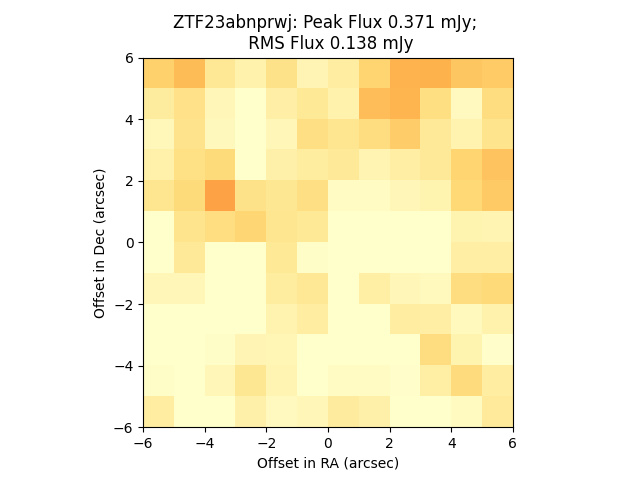 ZTF23abnprwj: Peak Flux 0.371 mJy;
RMS Flux 0.138 mJy
6
4
2
0
−2
−4
−6
Offset in Dec (arcsec)
−6 −4 −2 0 2 4 6
Offset in RA (arcsec)